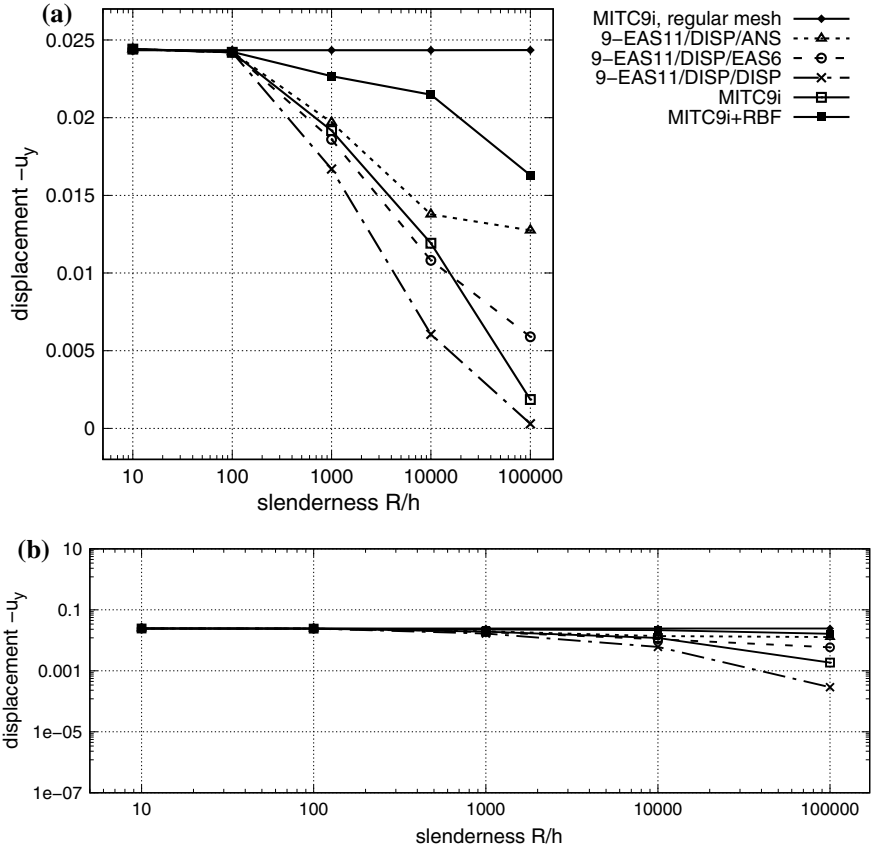 (a)
0.025
0.02
0.015
0.01
0.005
0
displacement −u_y
10 100 1000 10000 100000
slenderness R/h
MITC9i, regular mesh
9−EAS11/DISP/ANS
9−EAS11/DISP/EAS6
9−EAS11/DISP/DISP
MITC9i
MITC9i+RBF
(b)
10
0.1
0.001
1e−05
1e−07
displacement −u_y
10 100 1000 10000 100000
slenderness R/h